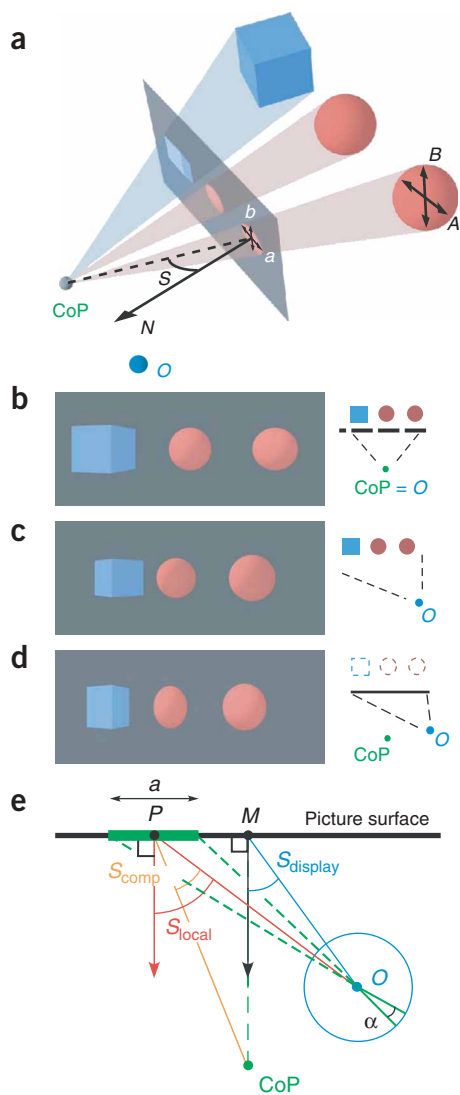 a
B
A
b
a
S
CoP
N
O
b
CoP = O
c
O
d
O
CoP
e
a
P
M
Picture surface
S_comp
S_display
S_local
O
α
CoP